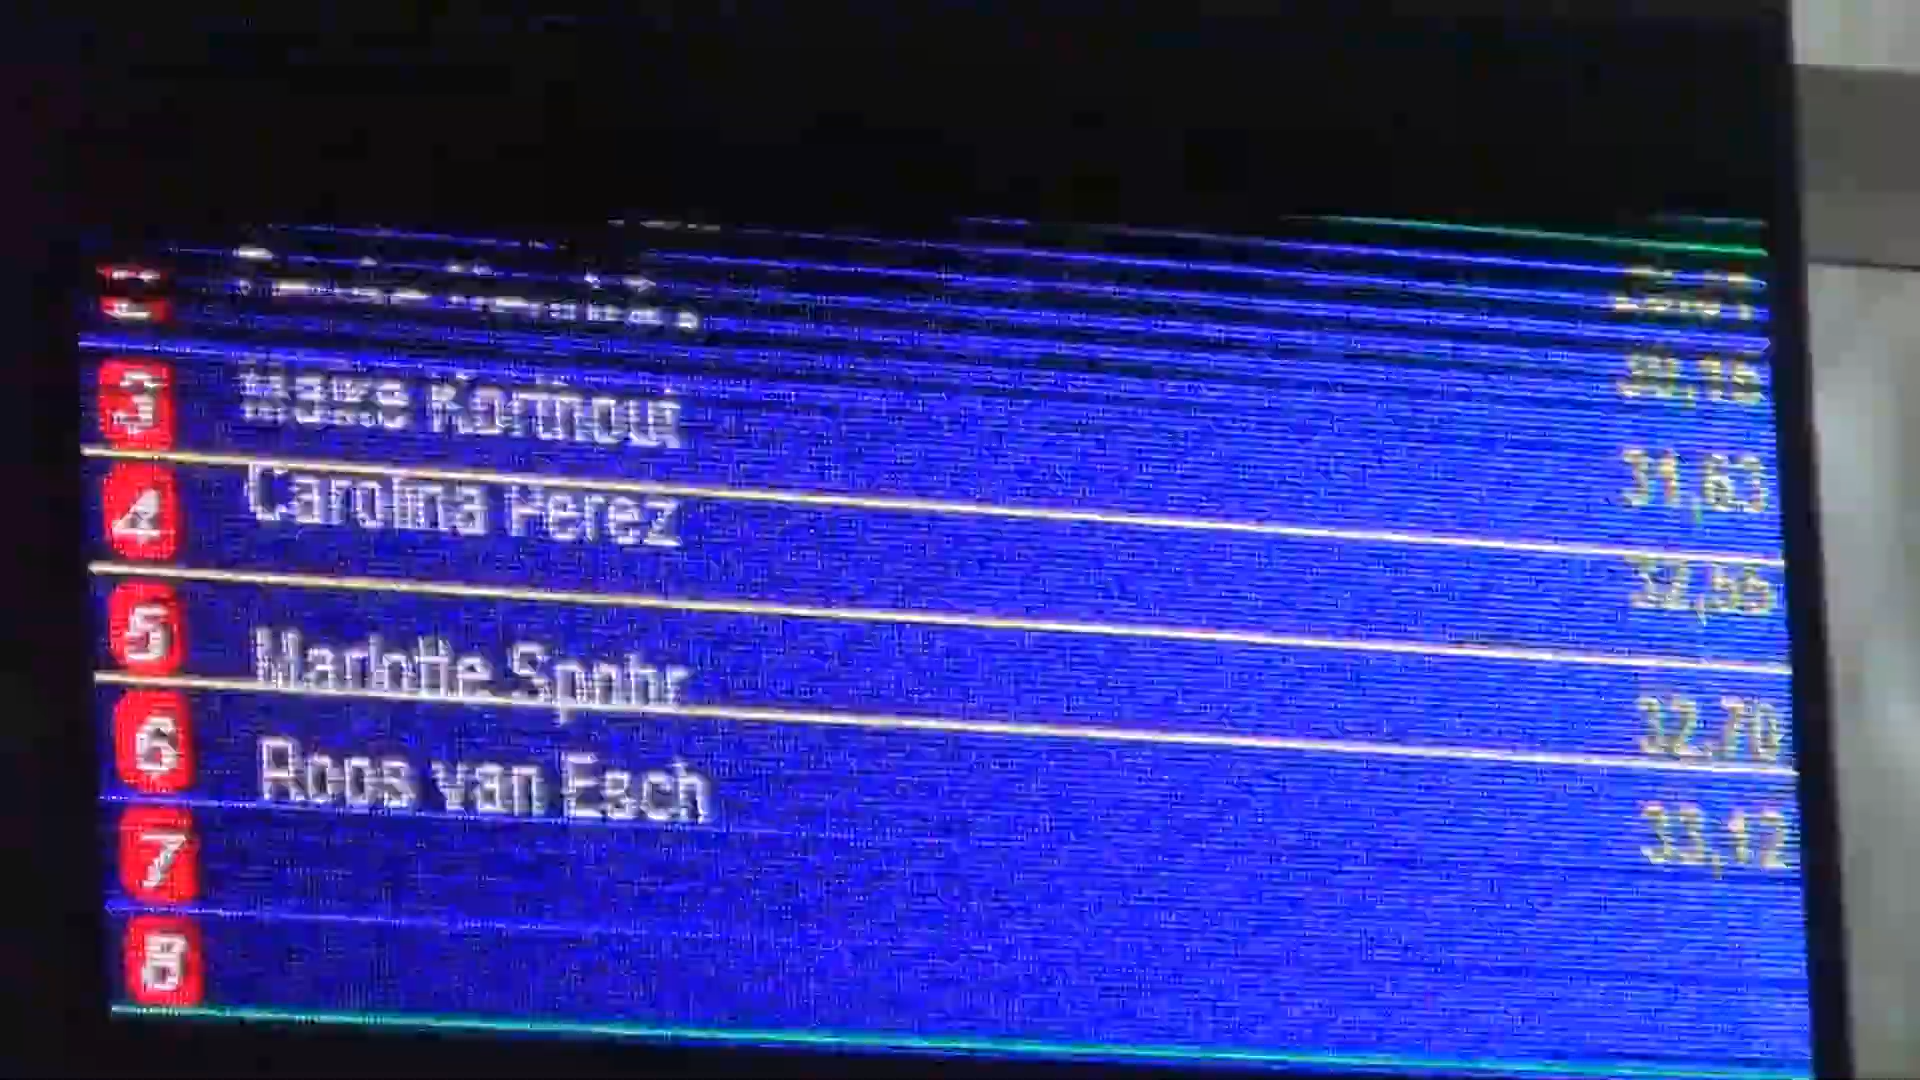 3 Korthout 30,15
4 Carolina Perez 31,63
5 32,55
Marlotte Spohr
6 32,70
Roos van Esch
7 33,12
8